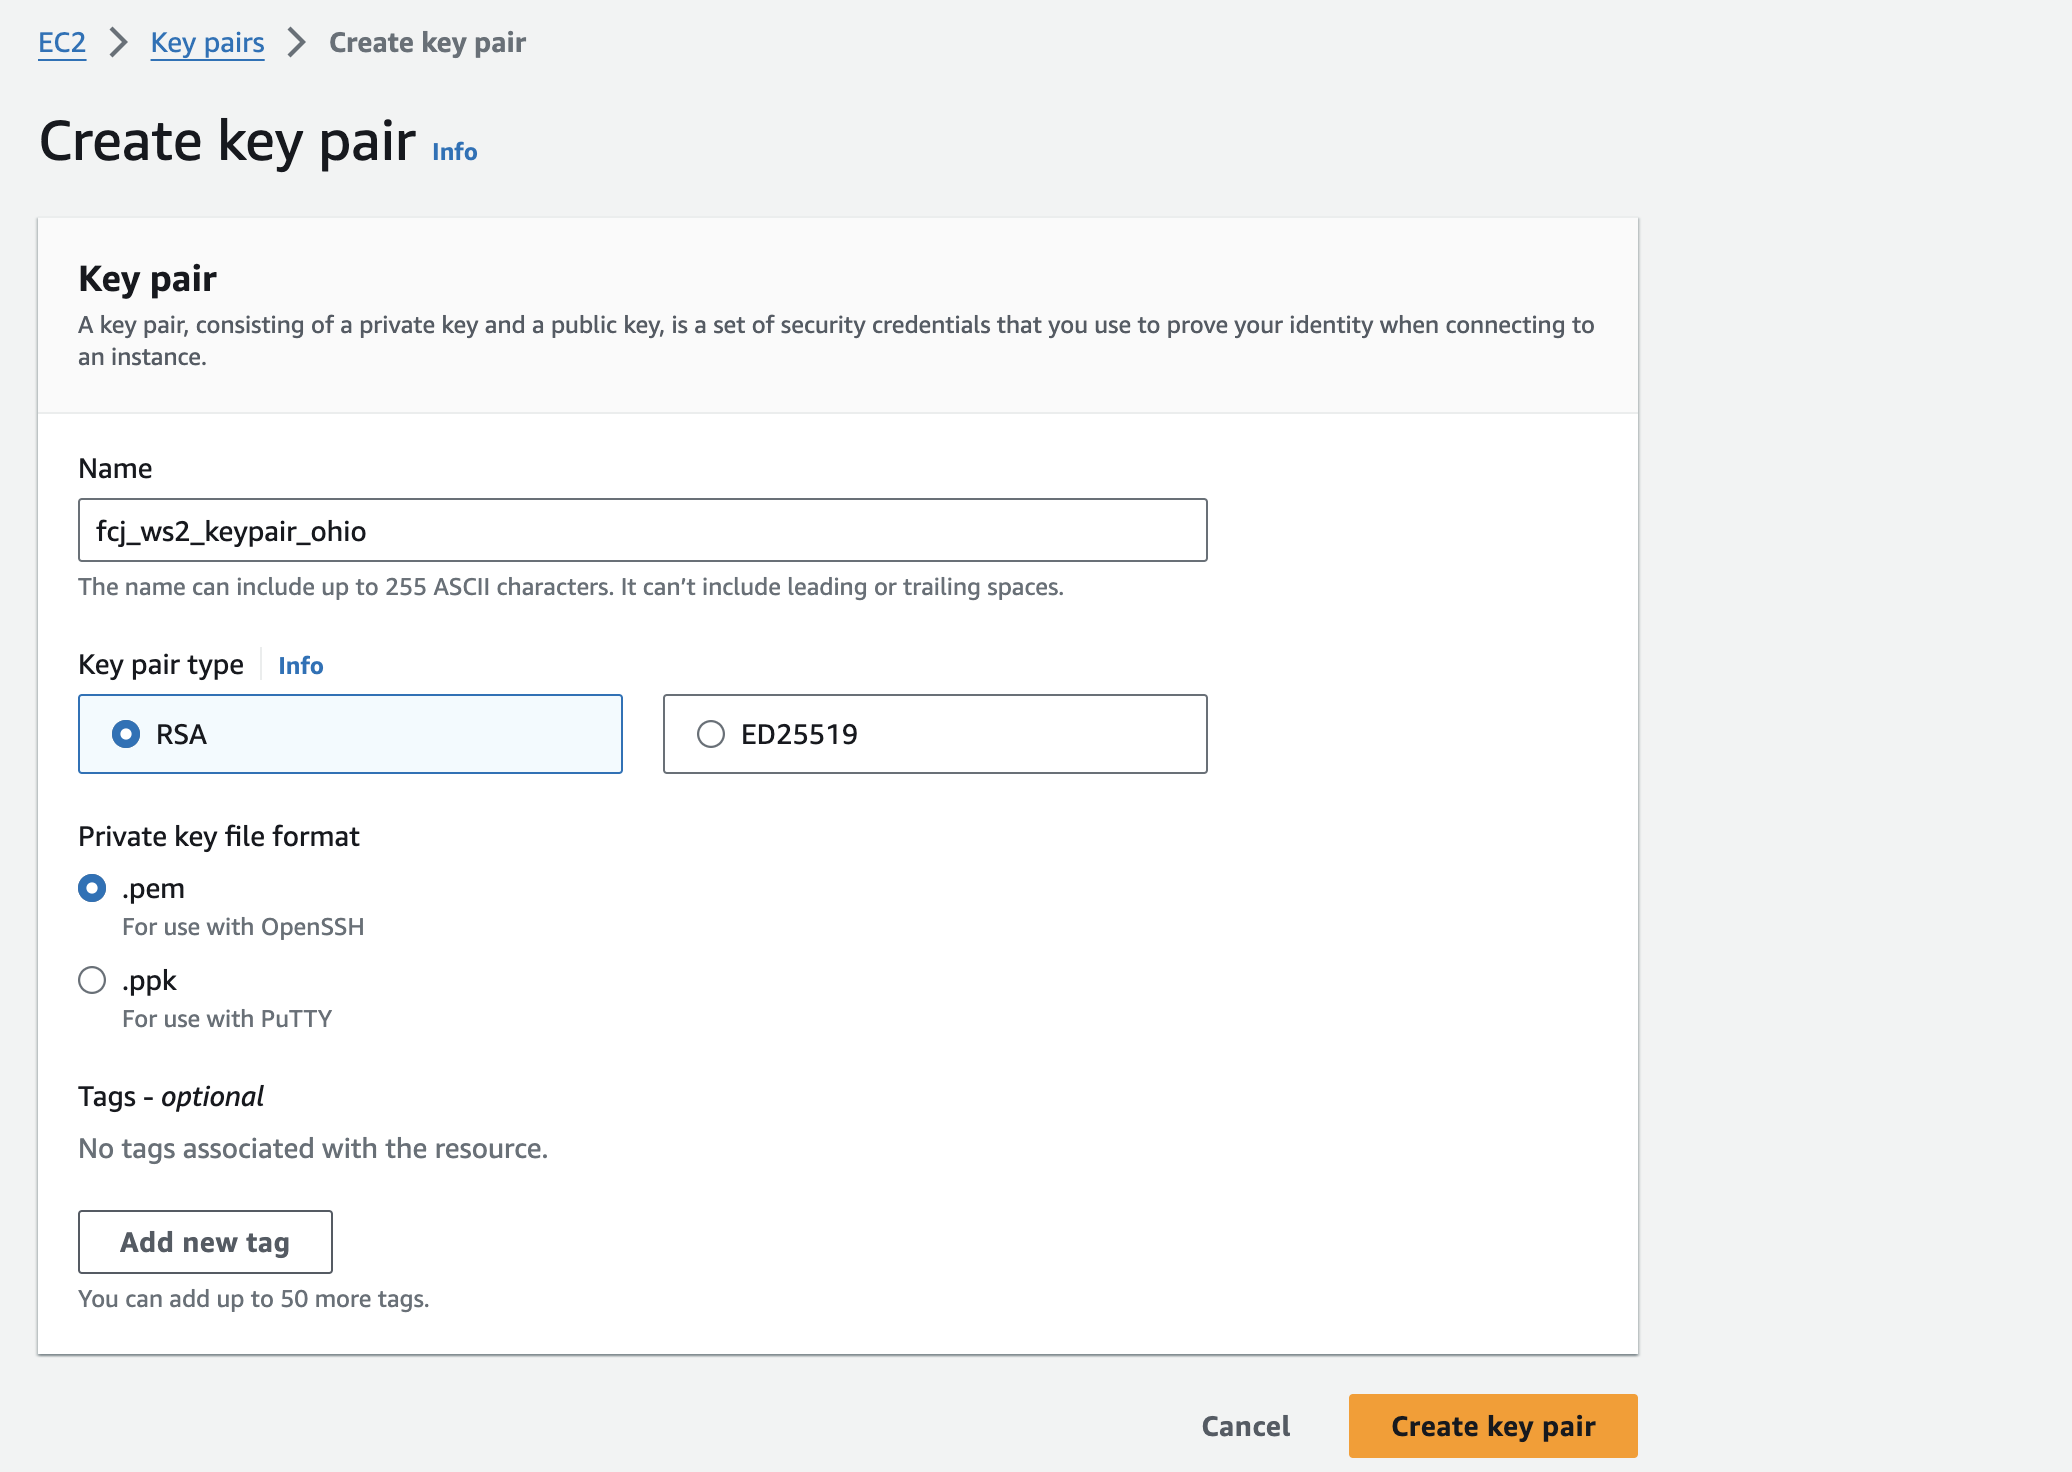 EC2 > Key pairs > Create key pair
Create key pair Info
Key pair
A key pair, consisting of a private key and a public key, is a set of security credentials that you use to prove your identity when connecting to
an instance.
Name
fcj_ws2_keypair_ohio
The name can include up to 255 ASCII characters. It can't include leading or trailing spaces.
Key pair type Info
RSA ED25519
Private key file format
.pem
For use with OpenSSH
.ppk
For use with PuTTY
Tags - optional
No tags associated with the resource.
Add new tag
You can add up to 50 more tags.
Cancel Create key pair